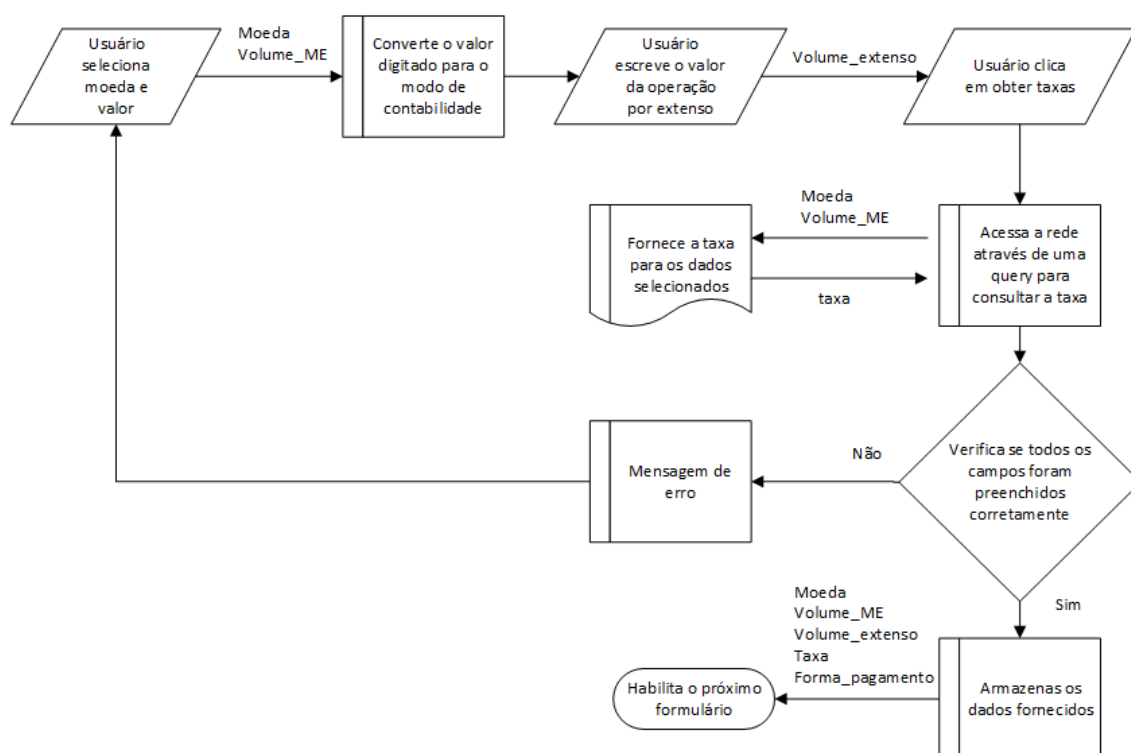 Usuário
seleciona
moeda e
valor
Moeda
Volume_ME
Converte o valor
digitado para o
modo de
contabilidade
Usuário
escreve o valor
da operação
por extenso
Volume_extenso
Usuário clica
em obter taxas
Moeda
Volume_ME
Fornece a taxa
para os dados
selecionados
taxa
Acessa a rede
através de uma
query para
consultar a taxa
Mensagem de
erro
Não
Verifica se todos os
campos foram
preenchidos
corretamente
Sim
Moeda
Volume_ME
Volume_extenso
Taxa
Forma_pagamento
Habilita o próximo
formulário
Armazenas os
dados fornecidos